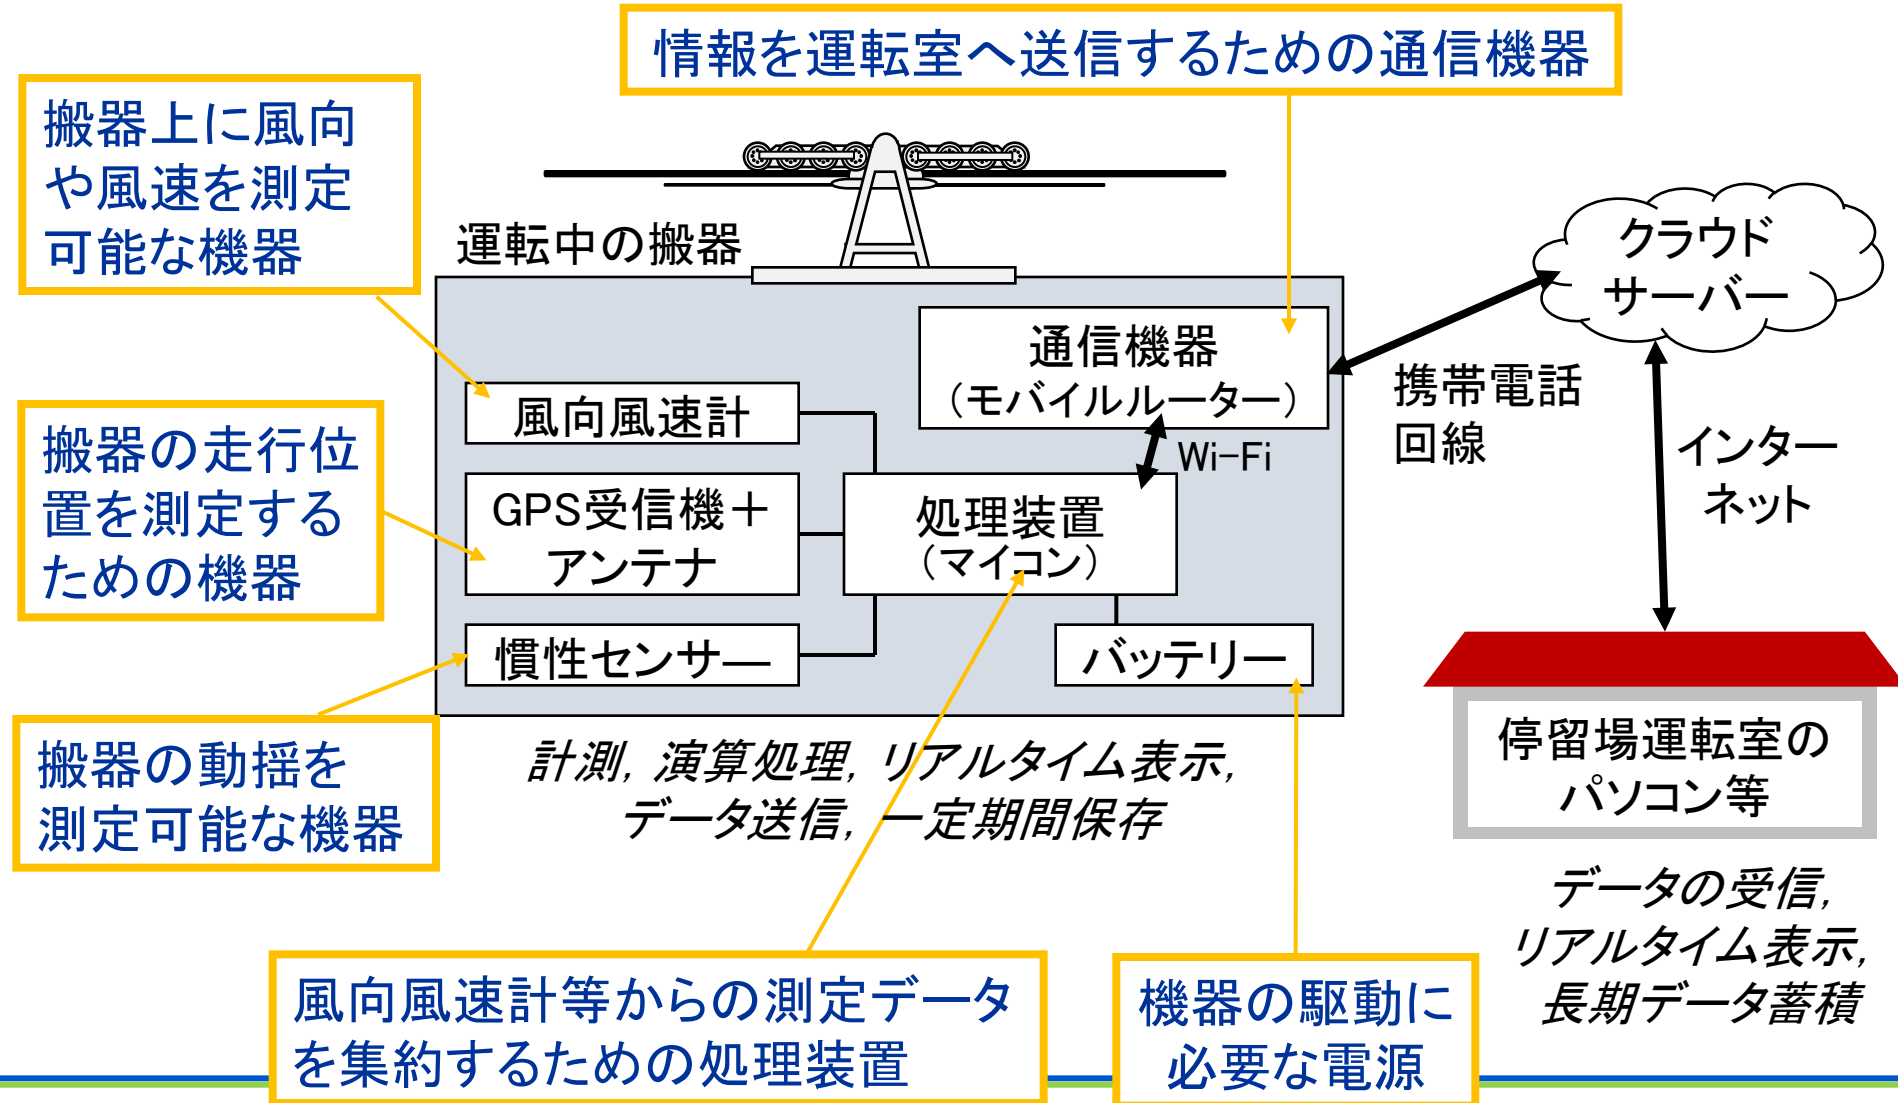 情報を運転室へ送信するための通信機器
搬器上に風向
や風速を測定
可能な機器
運転中の搬器
クラウド
サーバー
通信機器
（モバイルルーター）
携帯電話
回線
風向風速計
Wi-Fi
インター
ネット
搬器の走行位
置を測定する
ための機器
GPS受信機＋
アンテナ
処理装置
（マイコン）
慣性センサー
バッテリー
搬器の動揺を
測定可能な機器
計測，演算処理，リアルタイム表示，
データ送信，一定期間保存
停留場運転室の
パソコン等
データの受信，
リアルタイム表示，
長期データ蓄積
風向風速計等からの測定データ
を集約するための処理装置
機器の駆動に
必要な電源